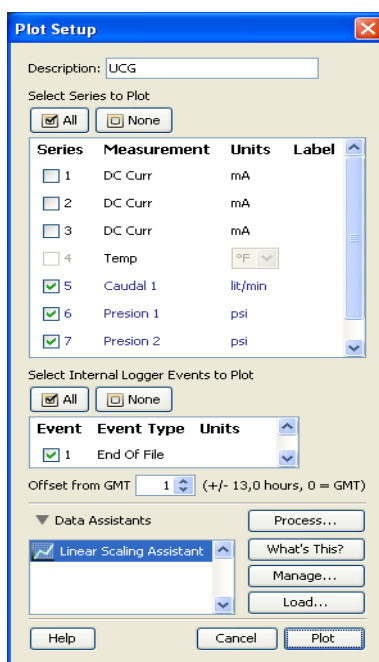 Plot Setup
Description: UCG
Select Series to Plot
All None
Series Measurement Units Label
1 DC Curr mA
2 DC Curr mA
3 DC Curr mA
4 Temp °F
5 Caudal 1 lit/min
6 Presion 1 psi
7 Presion 2 psi
Select Internal Logger Events to Plot
All None
Event Event Type Units
1 End Of File
Offset from GMT 1 (+/- 13,0 hours, 0 = GMT)
Data Assistants Process...
Linear Scaling Assistant What's This?
Manage...
Load...
Help Cancel Plot